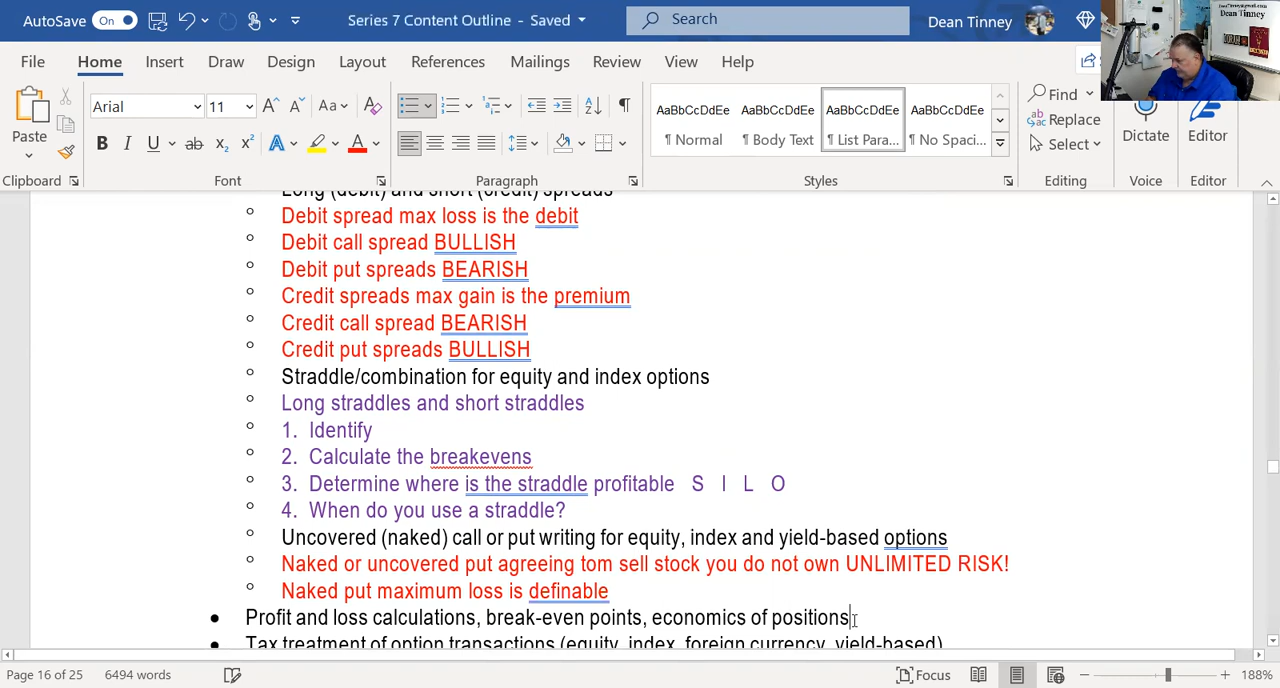 AutoSave On Series 7 Content Outline - Saved Search Dean Tinney
Dean Tinney
File Home Insert Draw Design Layout References Mailings Review View Help
Paste
Arial 11 Aa
B I U ab x₂ x² A A
AaBbCcDdEe AaBbCcDdEe AaBbCcDdEe AaBbCcDdEe
¶ Normal ¶ Body Text ¶ List Para... ¶ No Spaci...
Find
Replace
Select
Dictate Editor
Clipboard Font Paragraph Styles Editing Voice Editor
Long (debit) and short (credit) spreads
° Debit spread max loss is the debit
° Debit call spread BULLISH
° Debit put spreads BEARISH
° Credit spreads max gain is the premium
° Credit call spread BEARISH
° Credit put spreads BULLISH
° Straddle/combination for equity and index options
° Long straddles and short straddles
° 1. Identify
° 2. Calculate the breakevens
° 3. Determine where is the straddle profitable S I L O
° 4. When do you use a straddle?
° Uncovered (naked) call or put writing for equity, index and yield-based options
° Naked or uncovered put agreeing tom sell stock you do not own UNLIMITED RISK!
° Naked put maximum loss is definable
• Profit and loss calculations, break-even points, economics of positions
• Tax treatment of option transactions (equity, index, foreign currency, yield-based)
Page 16 of 25 6494 words Focus 188%